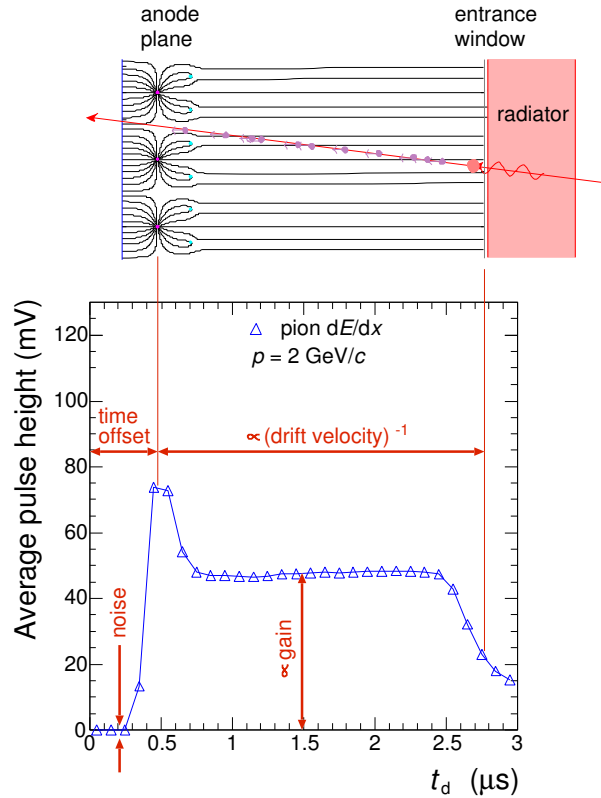 anode
plane
entrance
window
radiator
Average pulse height (mV)
120
100
80
60
40
20
0
△ pion dE/dx
p = 2 GeV/c
time
offset
∝ (drift velocity) -1
noise
∝ gain
0 0.5 1 1.5 2 2.5 3
t_d (μs)